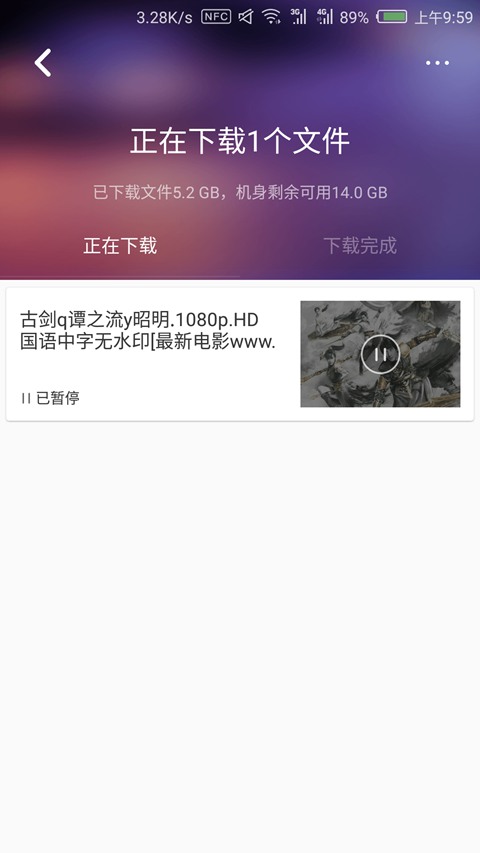 3.28K/s NFC 3G 4G 89% 上午9:59
正在下载1个文件
已下载文件5.2 GB，机身剩余可用14.0 GB
正在下载 下载完成
古剑q谭之流y昭明.1080p.HD
国语中字无水印[最新电影www.
已暂停